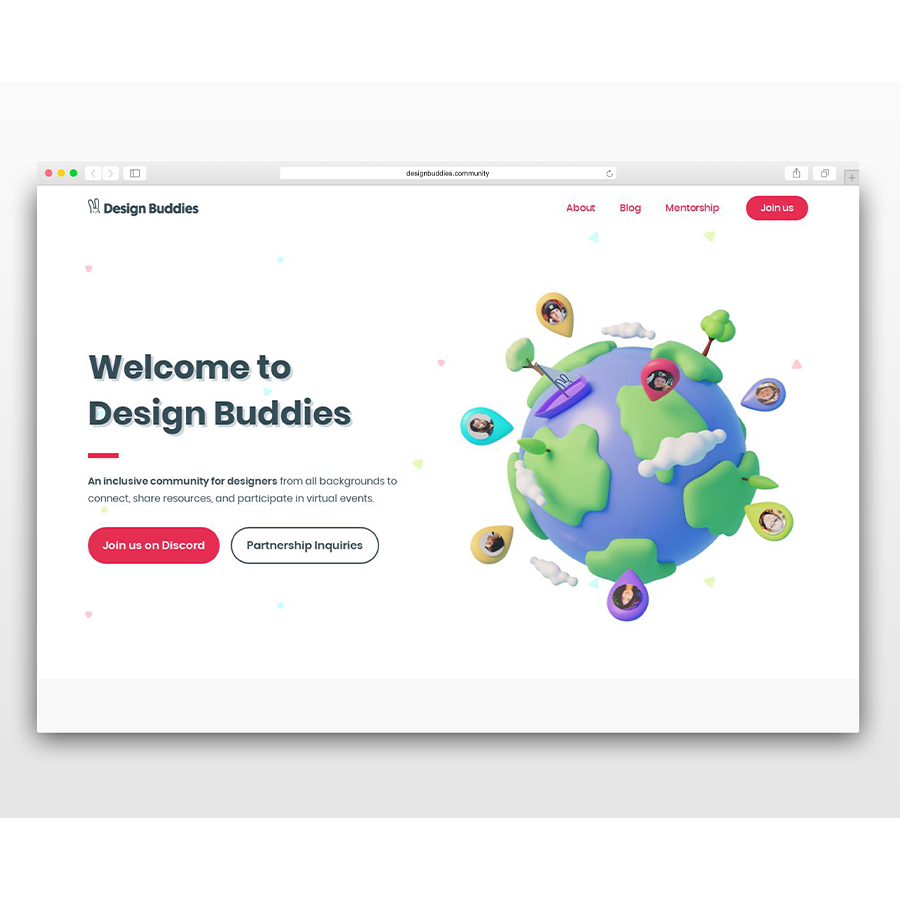 designbuddies.community
Design Buddies
About
Blog
Mentorship
Join us
Welcome to
Design Buddies
An inclusive community for designers from all backgrounds to
connect, share resources, and participate in virtual events.
Join us on Discord
Partnership Inquiries